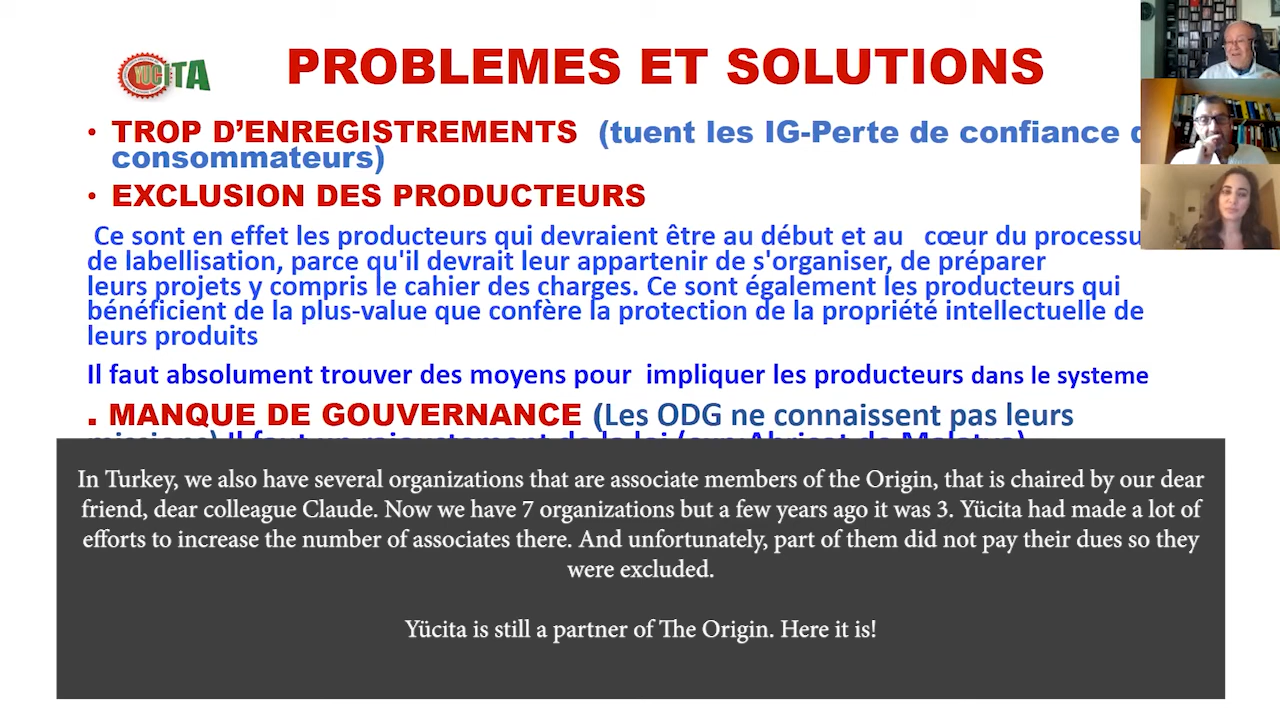 YÜCİTA
PROBLEMES ET SOLUTIONS
• TROP D’ENREGISTREMENTS (tuent les IG-Perte de confiance
consommateurs)
• EXCLUSION DES PRODUCTEURS
Ce sont en effet les producteurs qui devraient être au début et au cœur du processu
de labellisation, parce qu'il devrait leur appartenir de s'organiser, de préparer
leurs projets y compris le cahier des charges. Ce sont également les producteurs qui
bénéficient de la plus-value que confère la protection de la propriété intellectuelle de
leurs produits
Il faut absolument trouver des moyens pour impliquer les producteurs dans le systeme
. MANQUE DE GOUVERNANCE (Les ODG ne connaissent pas leurs
In Turkey, we also have several organizations that are associate members of the Origin, that is chaired by our dear
friend, dear colleague Claude. Now we have 7 organizations but a few years ago it was 3. Yücita had made a lot of
efforts to increase the number of associates there. And unfortunately, part of them did not pay their dues so they
were excluded.
Yücita is still a partner of The Origin. Here it is!